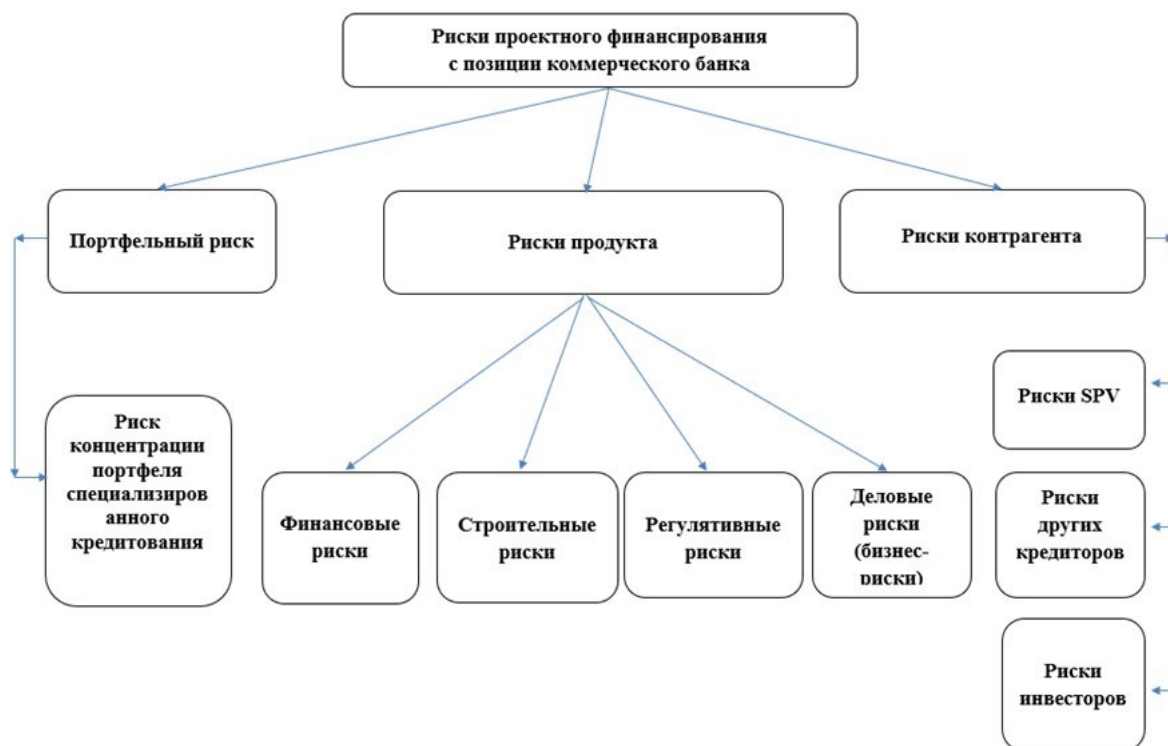 Риски проектного финансирования
с позиции коммерческого банка
Портфельный риск
Риски продукта
Риски контрагента
Риск
концентрации
портфеля
специализиров
анного
кредитования
Финансовые
риски
Строительные
риски
Регулятивные
риски
Деловые
риски
(бизнес-
риски)
Риски SPV
Риски
других
кредиторов
Риски
инвесторов